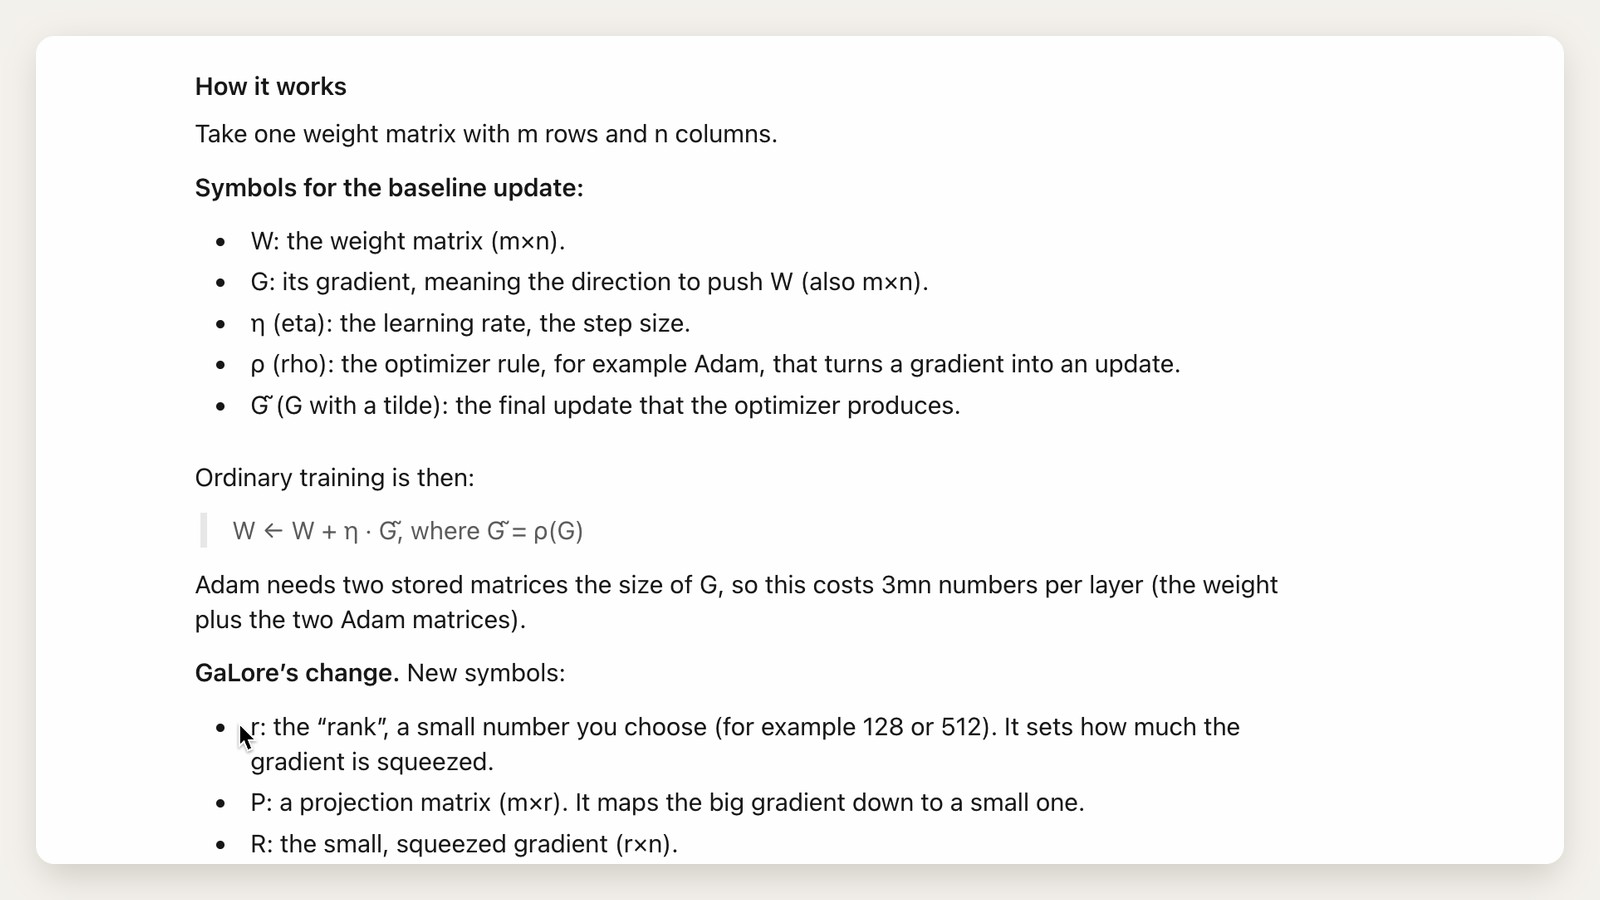 How it works
Take one weight matrix with m rows and n columns.
Symbols for the baseline update:
• W: the weight matrix (m×n).
• G: its gradient, meaning the direction to push W (also m×n).
• η (eta): the learning rate, the step size.
• ρ (rho): the optimizer rule, for example Adam, that turns a gradient into an update.
• G̃ (G with a tilde): the final update that the optimizer produces.
Ordinary training is then:
W ← W + η · G̃, where G̃ = ρ(G)
Adam needs two stored matrices the size of G, so this costs 3mn numbers per layer (the weight
plus the two Adam matrices).
GaLore’s change. New symbols:
• r: the “rank”, a small number you choose (for example 128 or 512). It sets how much the
gradient is squeezed.
• P: a projection matrix (m×r). It maps the big gradient down to a small one.
• R: the small, squeezed gradient (r×n).